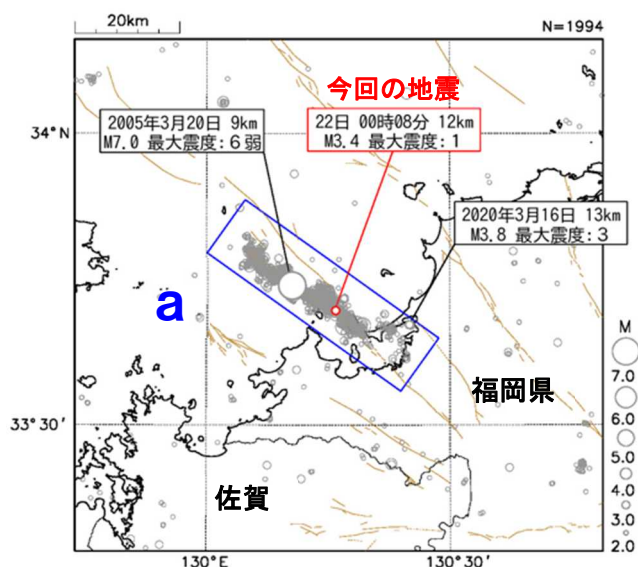 20km
N=1994
今回の地震
2005年3月20日 9km
M7.0 最大震度:6弱
22日 00時08分 12km
M3.4 最大震度:1
34°N
2020年3月16日 13km
M3.8 最大震度:3
a
福岡県
33°30'
佐賀
M
7.0
6.0
5.0
4.0
3.0
2.0
130°E
130°30'